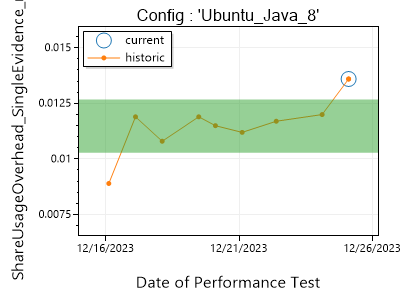 Config : 'Ubuntu_Java_8'
ShareUsageOverhead_SingleEvidence_
current
historic
0.015
0.0125
0.01
0.0075
12/16/2023
12/21/2023
12/26/2023
Date of Performance Test